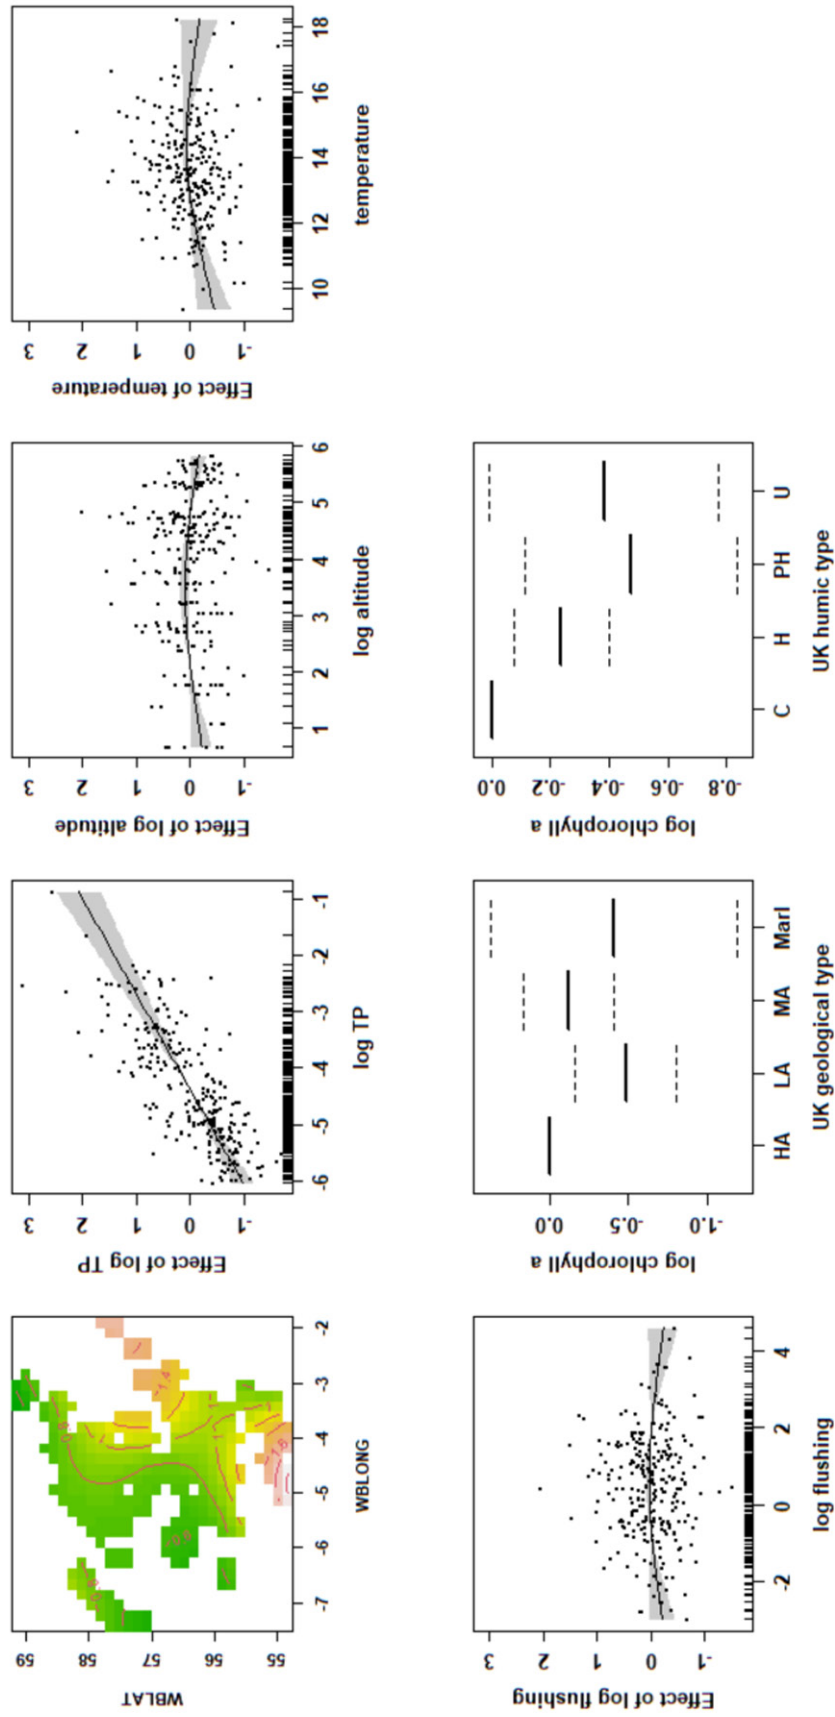 WBLAT
59
58
57
56
55
-7 -6 -5 -4 -3 -2
WBLONG
Effect of log TP
3
2
1
0
-1
-6 -5 -4 -3 -2 -1
log TP
Effect of log altitude
3
2
1
0
-1
1 2 3 4 5 6
log altitude
Effect of temperature
3
2
1
0
-1
10 12 14 16 18
temperature
Effect of log flushing
3
2
1
0
-1
-2 0 2 4
log flushing
log chlorophyll a
0.0
-0.5
-1.0
HA LA MA Marl
UK geological type
log chlorophyll a
0.0
-0.2
-0.4
-0.6
-0.8
C H PH U
UK humic type